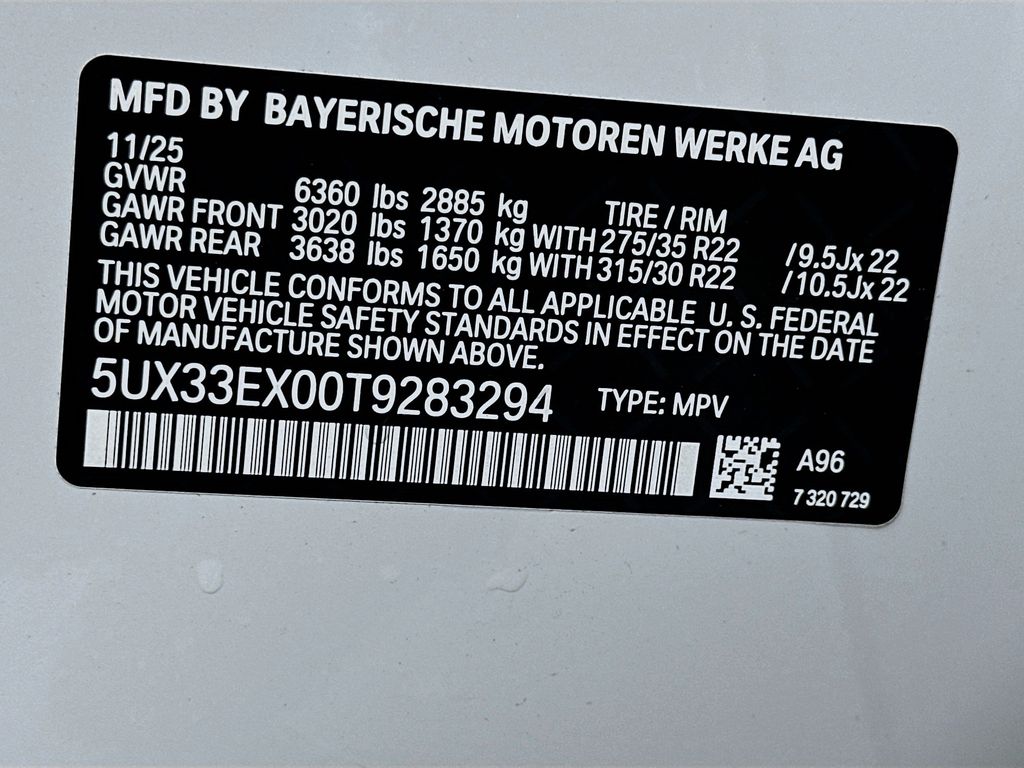 MFD BY BAYERISCHE MOTOREN WERKE AG
11/25
GVWR 6360 lbs 2885 kg TIRE / RIM
GAWR FRONT 3020 lbs 1370 kg WITH 275/35 R22 /9.5Jx 22
GAWR REAR 3638 lbs 1650 kg WITH 315/30 R22 /10.5Jx 22
THIS VEHICLE CONFORMS TO ALL APPLICABLE U. S. FEDERAL
MOTOR VEHICLE SAFETY STANDARDS IN EFFECT ON THE DATE
OF MANUFACTURE SHOWN ABOVE.
5UX33EX00T9283294 TYPE: MPV
A96
7 320 729